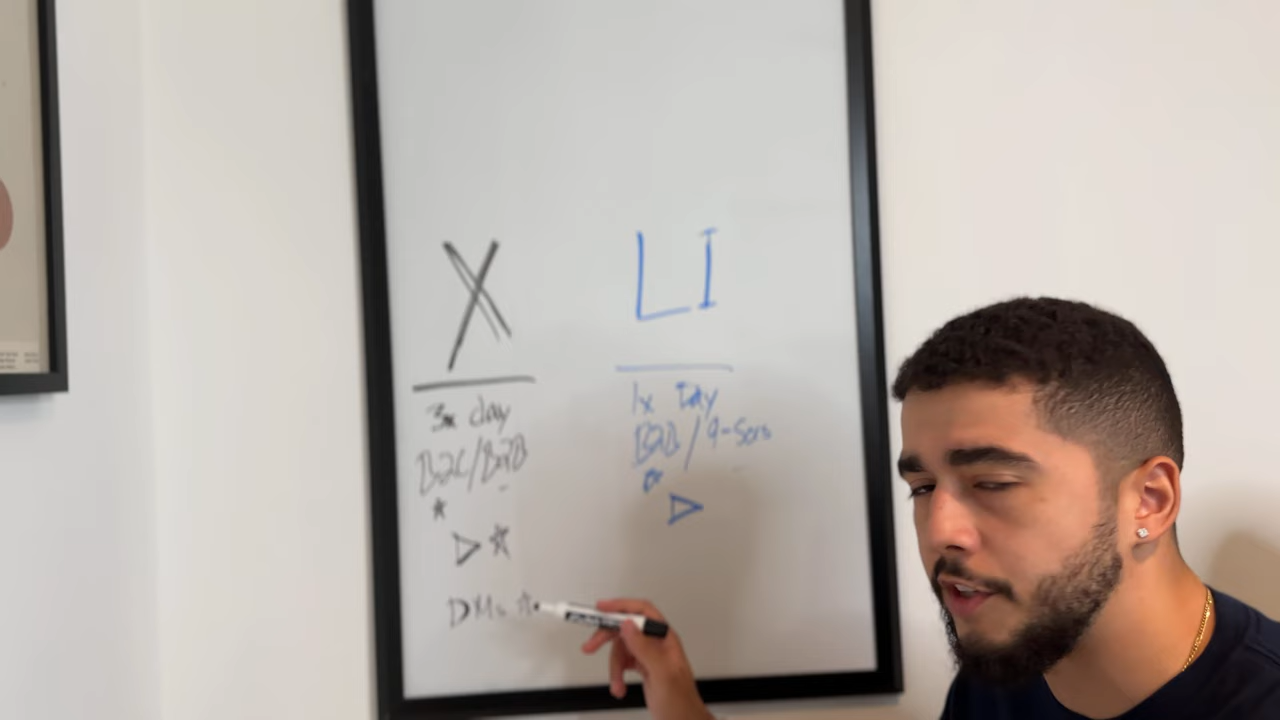 X
3x day
B2C/B2B
DMs
LI
1x Day
B2B / 9-5ers